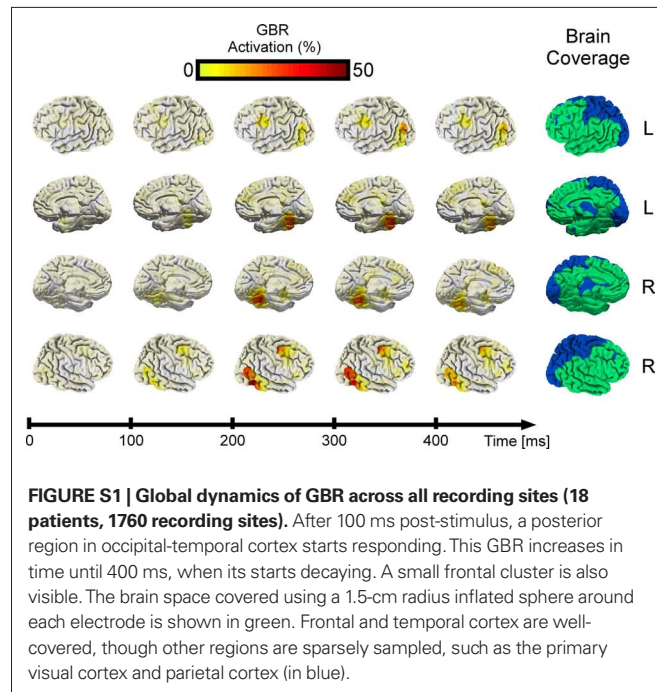 GBR
Activation (%)
0 50
Brain
Coverage
L
L
R
R
0 100 200 300 400 Time [ms]
FIGURE S1 | Global dynamics of GBR across all recording sites (18
patients, 1760 recording sites). After 100 ms post-stimulus, a posterior
region in occipital-temporal cortex starts responding. This GBR increases in
time until 400 ms, when its starts decaying. A small frontal cluster is also
visible. The brain space covered using a 1.5-cm radius inflated sphere around
each electrode is shown in green. Frontal and temporal cortex are well-
covered, though other regions are sparsely sampled, such as the primary
visual cortex and parietal cortex (in blue).